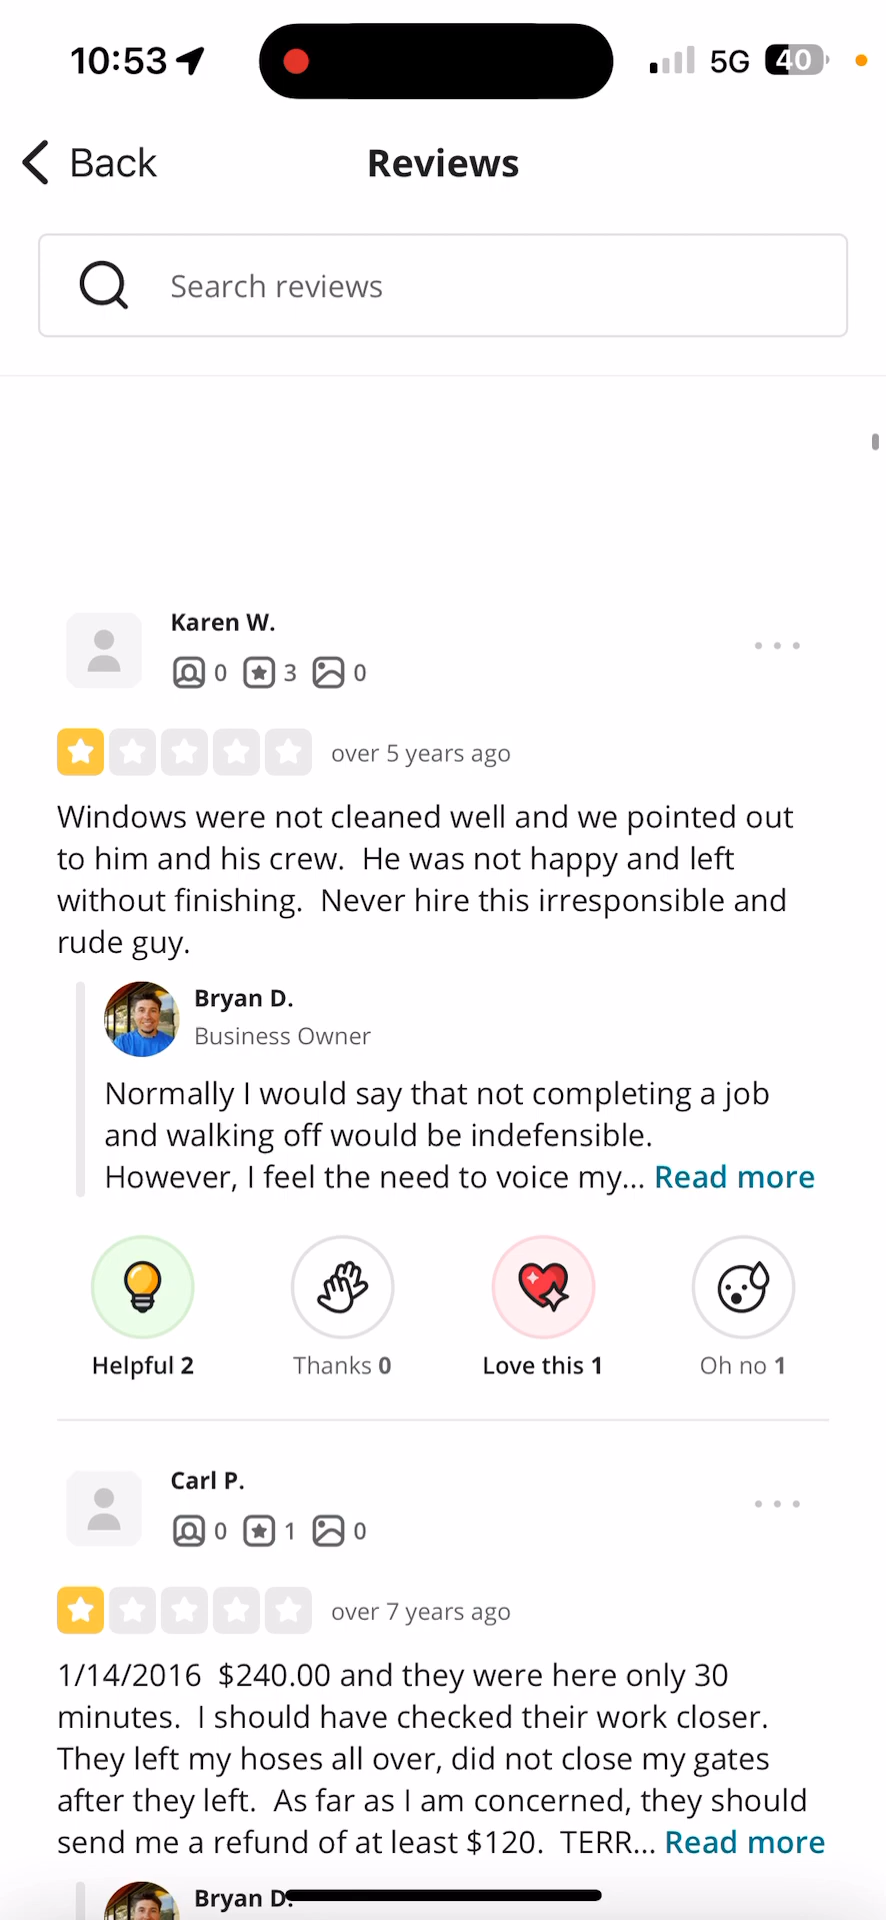 10:53
5G
40
Back
Reviews
Search reviews
Karen W.
0 3 0
over 5 years ago
Windows were not cleaned well and we pointed out
to him and his crew.  He was not happy and left
without finishing.  Never hire this irresponsible and
rude guy.
Bryan D.
Business Owner
Normally I would say that not completing a job
and walking off would be indefensible.
However, I feel the need to voice my... Read more
Helpful 2
Thanks 0
Love this 1
Oh no 1
Carl P.
0 1 0
over 7 years ago
1/14/2016  $240.00 and they were here only 30
minutes.  I should have checked their work closer.
They left my hoses all over, did not close my gates
after they left.  As far as I am concerned, they should
send me a refund of at least $120.  TERR... Read more
Bryan D.